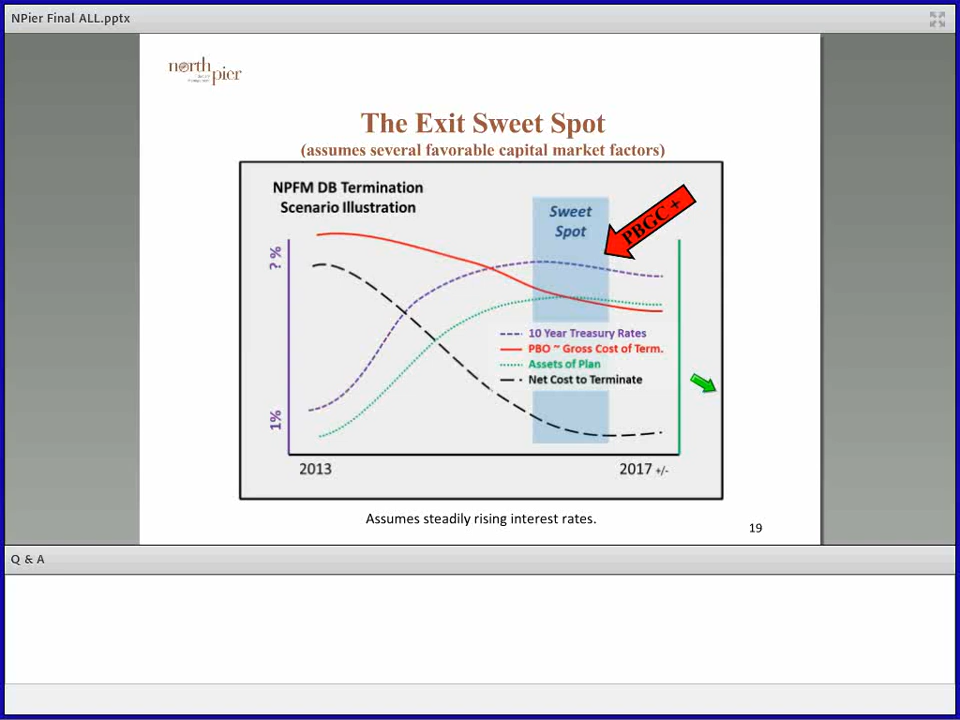 NPier Final ALL.pptx
north
pier
The Exit Sweet Spot
(assumes several favorable capital market factors)
NPFM DB Termination
Scenario Illustration
Sweet
Spot
PBGC +
? %
1%
10 Year Treasury Rates
PBO ~ Gross Cost of Term.
Assets of Plan
Net Cost to Terminate
2013
2017 +/-
Assumes steadily rising interest rates.
19
Q & A